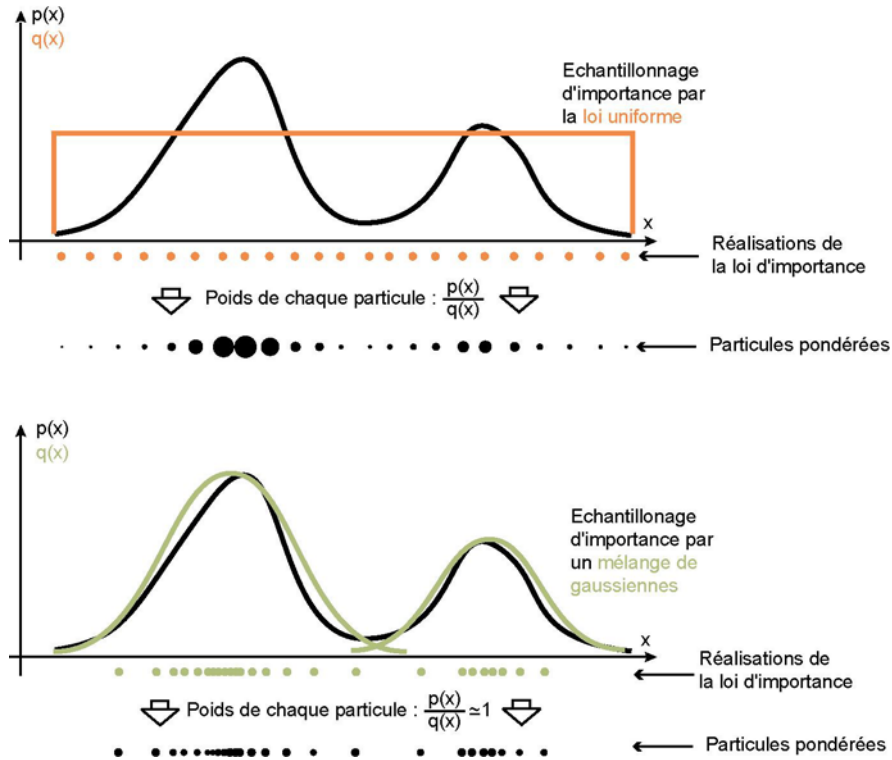 p(x)
q(x)
Echantillonnage
d'importance par
la loi uniforme
x
Réalisations de
la loi d'importance
Poids de chaque particule : p(x)/q(x)
Particules pondérées
p(x)
q(x)
Echantillonage
d'importance par
un mélange de
gaussiennes
x
Réalisations de
la loi d'importance
Poids de chaque particule : p(x)/q(x) ≃1
Particules pondérées